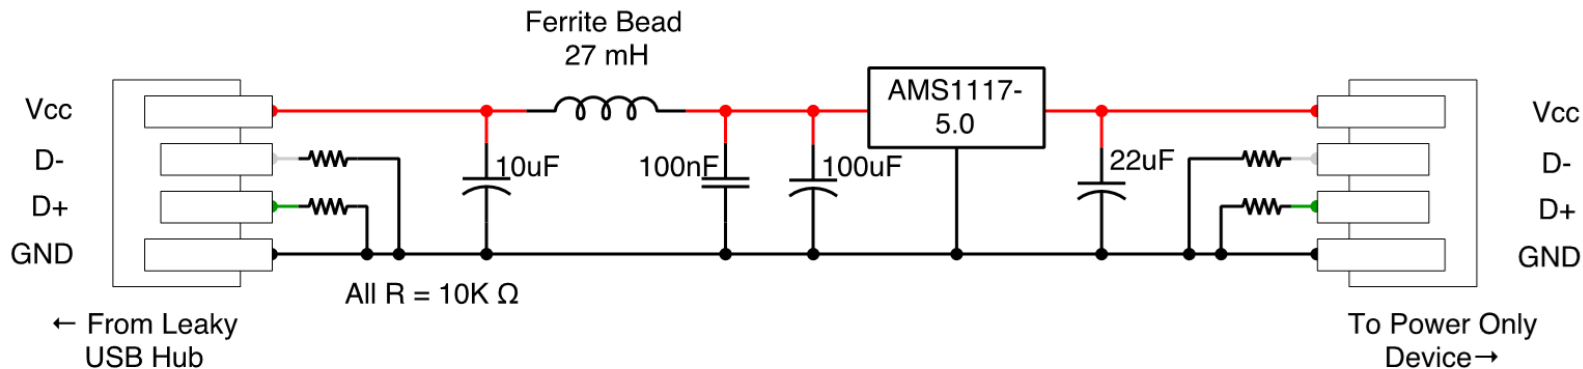 Ferrite Bead
27 mH
Vcc
AMS1117-
5.0
Vcc
D-
10uF
100nF
100uF
22uF
D-
D+
D+
GND
GND
All R = 10K Ω
← From Leaky
USB Hub
To Power Only
Device→